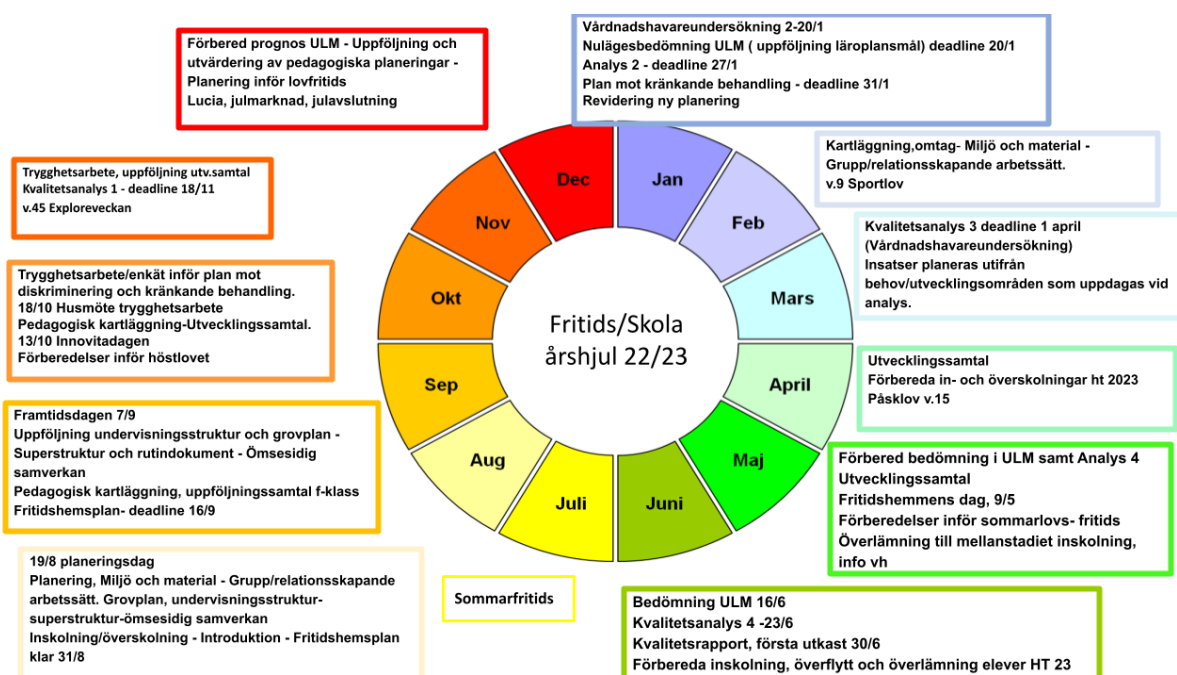 Förbered prognos ULM - Uppföljning och
utvärdering av pedagogiska planeringar -
Planering inför lovfritids
Lucia, julmarknad, julavslutning
Vårdnadshavareundersökning 2-20/1
Nulägesbedömning ULM ( uppföljning läroplansmål) deadline 20/1
Analys 2 - deadline 27/1
Plan mot kränkande behandling - deadline 31/1
Revidering ny planering
Kartläggning,omtag- Miljö och material -
Grupp/relationsskapande arbetssätt.
v.9 Sportlov
Trygghetsarbete, uppföljning utv.samtal
Kvalitetsanalys 1 - deadline 18/11
v.45 Exploreveckan
Kvalitetsanalys 3 deadline 1 april
(Vårdnadshavareundersökning)
Insatser planeras utifrån
behov/utvecklingsområden som uppdagas vid
analys.
Trygghetsarbete/enkät inför plan mot
diskriminering och kränkande behandling.
18/10 Husmöte trygghetsarbete
Pedagogisk kartläggning-Utvecklingssamtal.
13/10 Innovitadagen
Förberedelser inför höstlovet
Utvecklingssamtal
Förbereda in- och överskolningar ht 2023
Påsklov v.15
Framtidsdagen 7/9
Uppföljning undervisningsstruktur och grovplan -
Superstruktur och rutindokument - Ömsesidig
samverkan
Pedagogisk kartläggning, uppföljningssamtal f-klass
Fritidshemsplan- deadline 16/9
Förbered bedömning i ULM samt Analys 4
Utvecklingssamtal
Fritidshemmens dag, 9/5
Förberedelser inför sommarlovs- fritids
Överlämning till mellanstadiet inskolning,
info vh
19/8 planeringsdag
Planering, Miljö och material - Grupp/relationsskapande
arbetssätt. Grovplan, undervisningsstruktur-
superstruktur-ömsesidig samverkan
Inskolning/överskolning - Introduktion - Fritidshemsplan
klar 31/8
Sommarfritids
Bedömning ULM 16/6
Kvalitetsanalys 4 -23/6
Kvalitetsrapport, första utkast 30/6
Förbereda inskolning, överflytt och överlämning elever HT 23
Fritids/Skola
årshjul 22/23
Jan
Feb
Mars
April
Maj
Juni
Juli
Aug
Sep
Okt
Nov
Dec